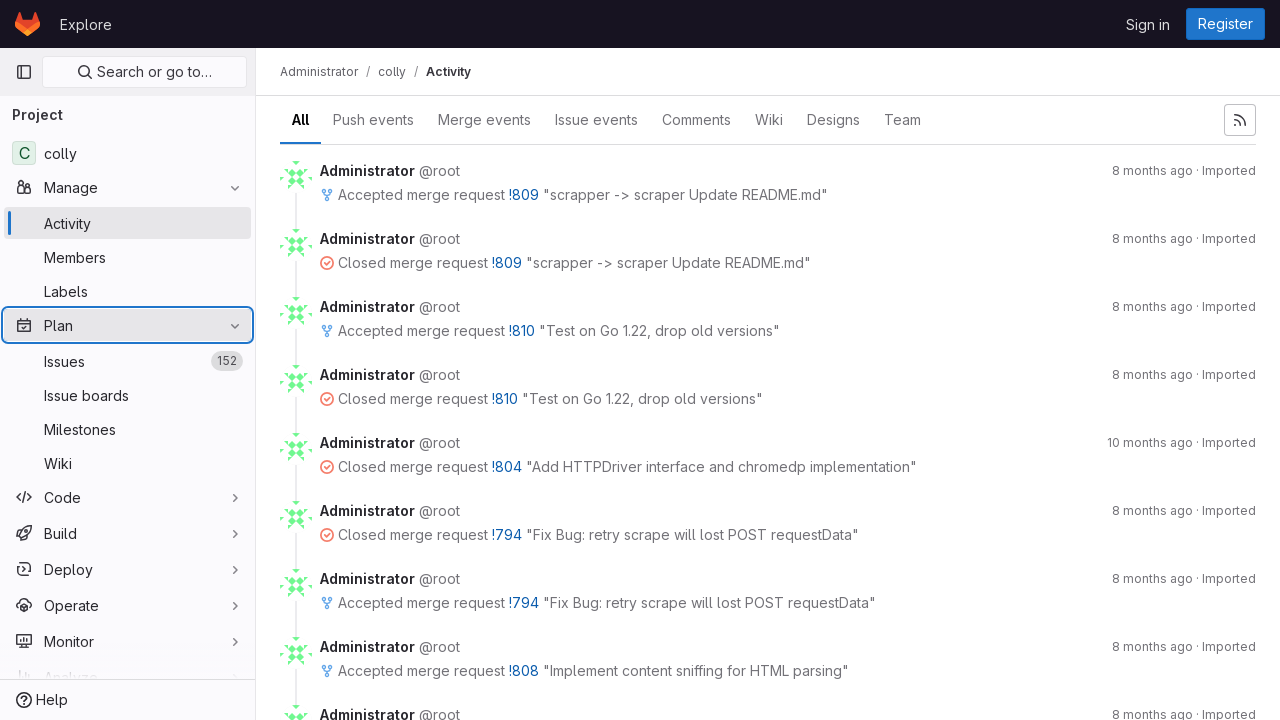 Explore
Sign in
Register
Search or go to…
Administrator / colly / Activity
Project
C colly
Manage
Activity
Members
Labels
Plan
Issues 152
Issue boards
Milestones
Wiki
Code
Build
Deploy
Operate
Monitor
Analyze
Help
All Push events Merge events Issue events Comments Wiki Designs Team
Administrator @root 8 months ago · Imported
Accepted merge request !809 "scrapper -> scraper Update README.md"
Administrator @root 8 months ago · Imported
Closed merge request !809 "scrapper -> scraper Update README.md"
Administrator @root 8 months ago · Imported
Accepted merge request !810 "Test on Go 1.22, drop old versions"
Administrator @root 8 months ago · Imported
Closed merge request !810 "Test on Go 1.22, drop old versions"
Administrator @root 10 months ago · Imported
Closed merge request !804 "Add HTTPDriver interface and chromedp implementation"
Administrator @root 8 months ago · Imported
Closed merge request !794 "Fix Bug: retry scrape will lost POST requestData"
Administrator @root 8 months ago · Imported
Accepted merge request !794 "Fix Bug: retry scrape will lost POST requestData"
Administrator @root 8 months ago · Imported
Accepted merge request !808 "Implement content sniffing for HTML parsing"
Administrator @root 8 months ago · Imported